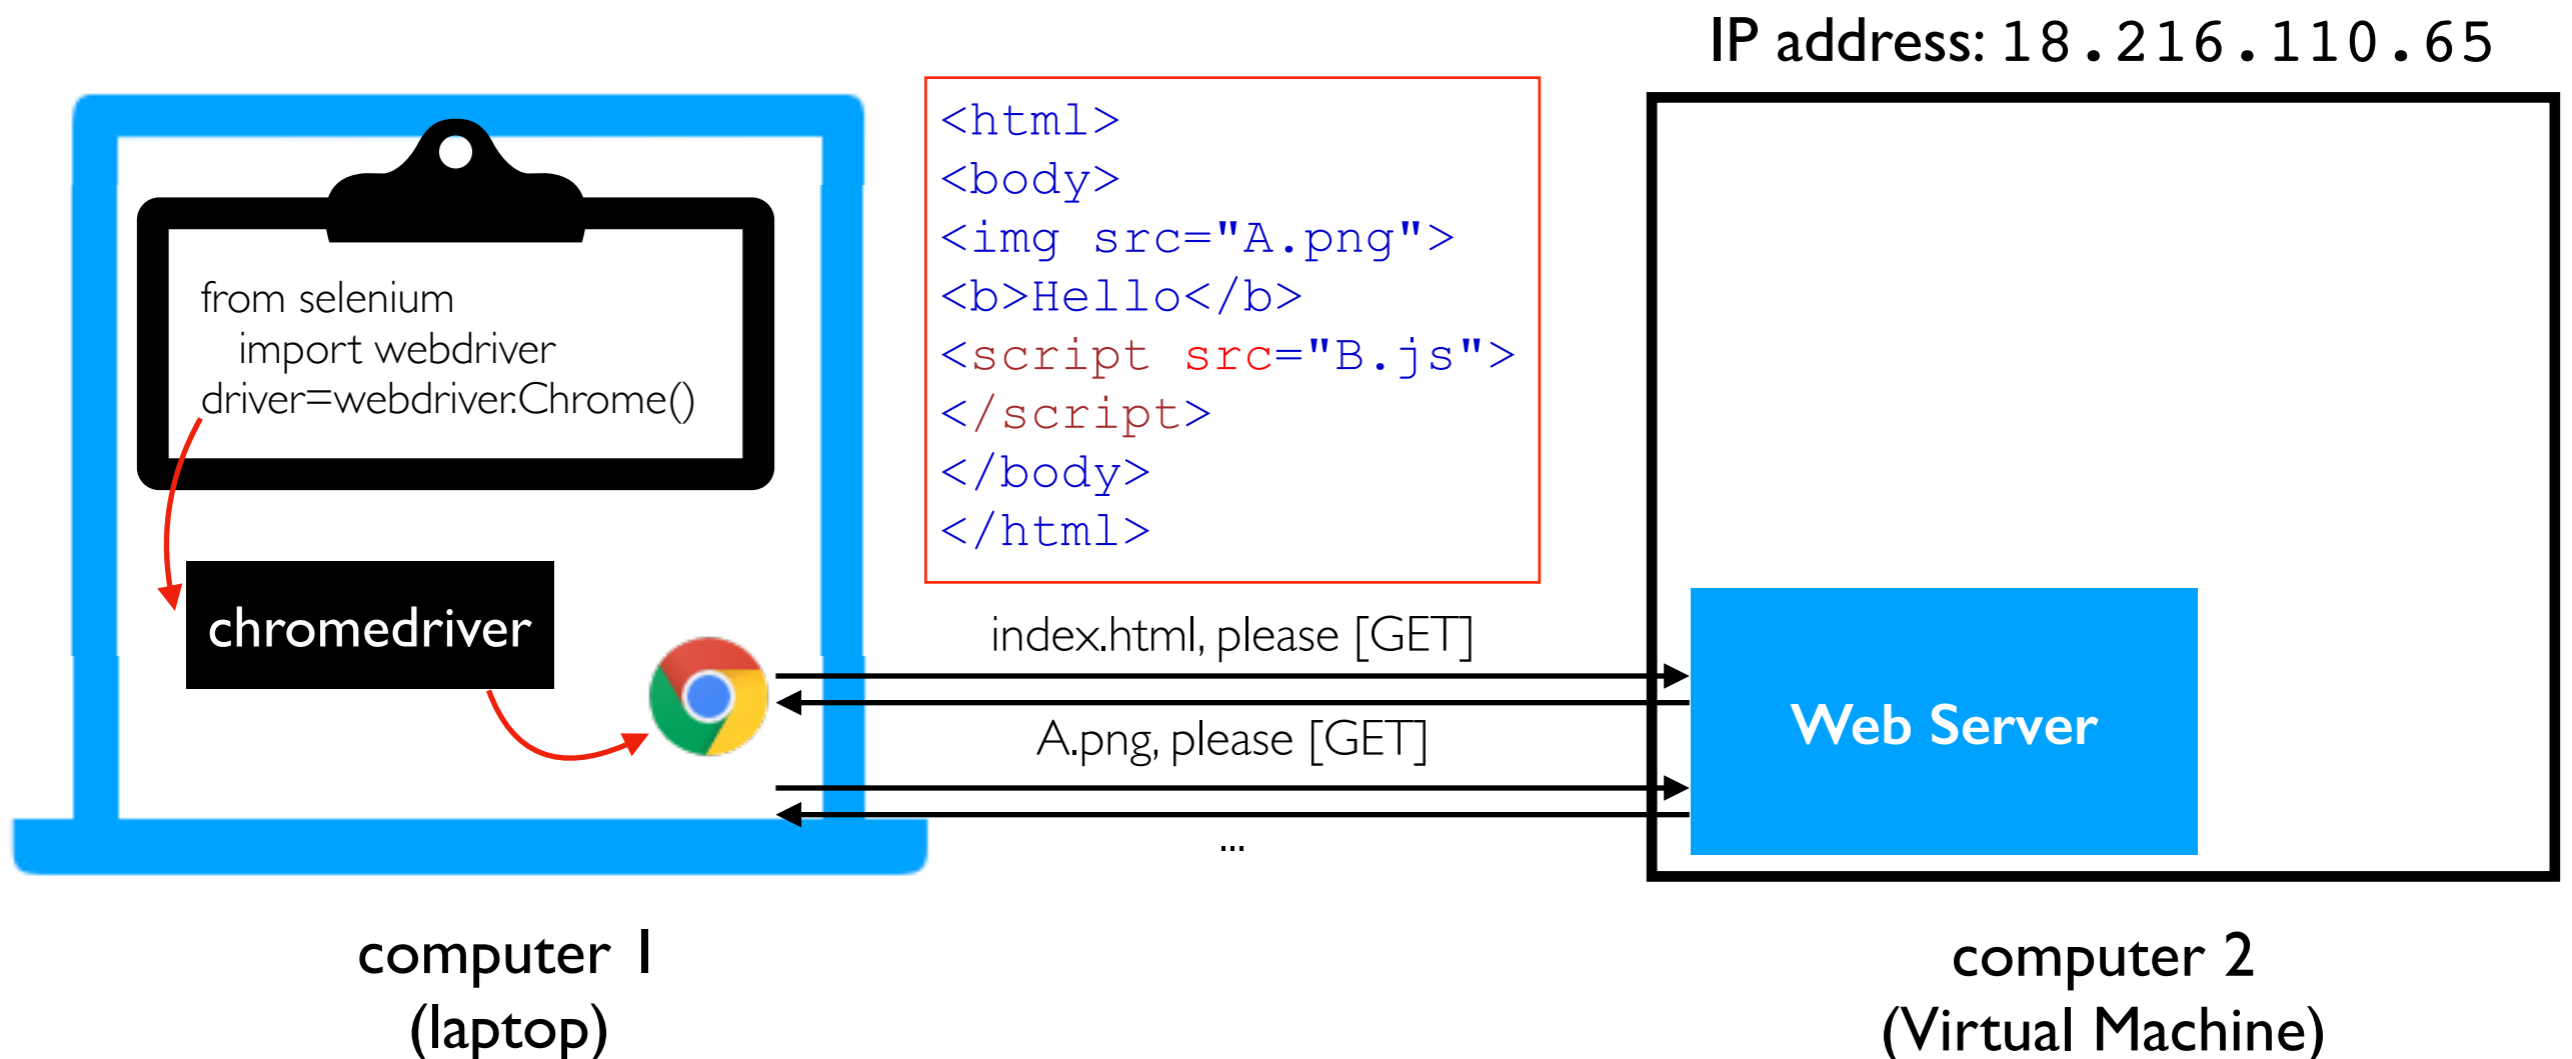 IP address: 18.216.110.65
from selenium
import webdriver
driver=webdriver.Chrome()
chromedriver
<html>
<body>
<img src="A.png">
<b>Hello</b>
<script src="B.js">
</script>
</body>
</html>
index.html, please [GET]
A.png, please [GET]
...
Web Server
computer 1
(laptop)
computer 2
(Virtual Machine)